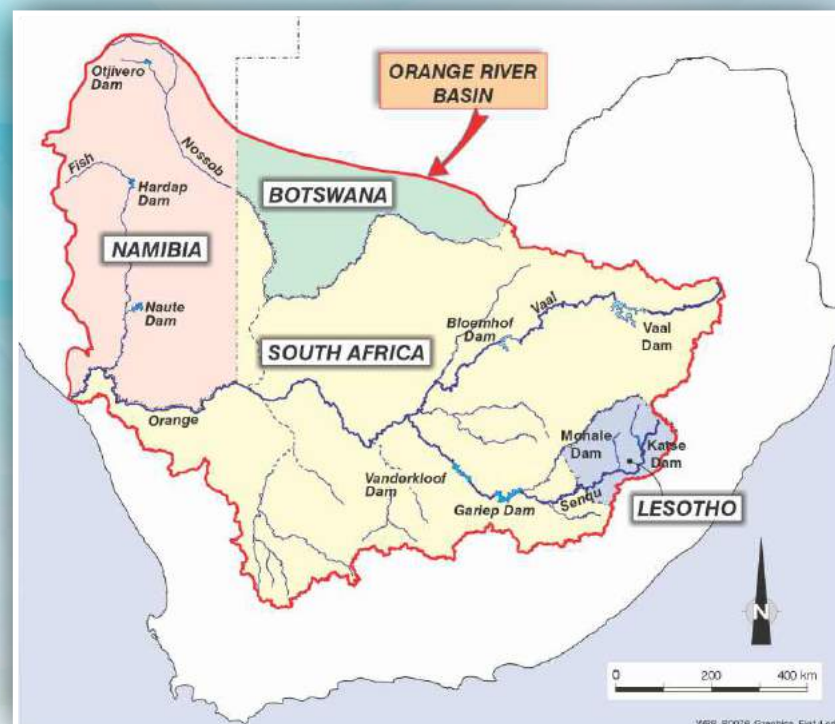 ORANGE RIVER
BASIN
Otjivero
Dam
Nossob
Fish
Hardap
Dam
BOTSWANA
NAMIBIA
Naute
Dam
Bloemhof
Dam
Vaal
Vaal
Dam
SOUTH AFRICA
Orange
Monale
Dam
Katse
Dam
Vanderkloof
Dam
Gariep Dam
Senqu
LESOTHO
N
0 200 400 km